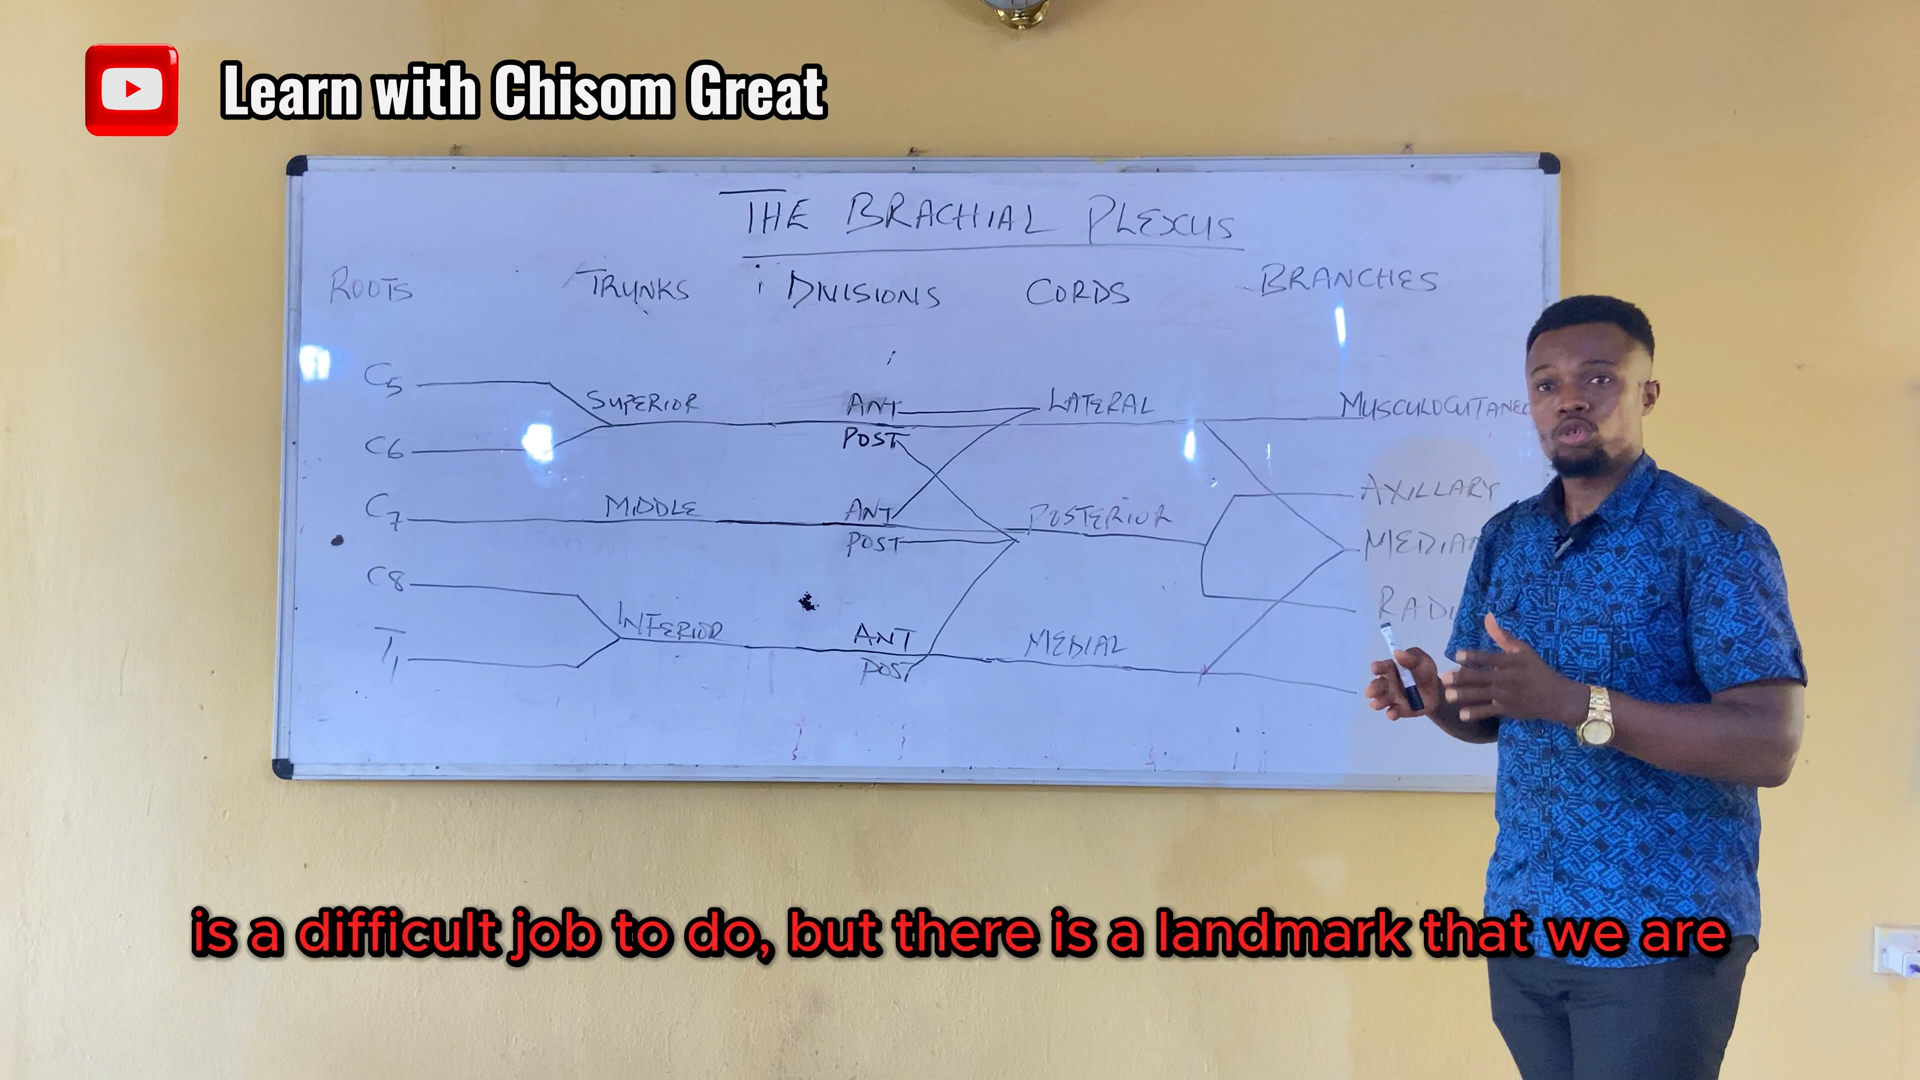 Learn with Chisom Great
THE BRACHIAL PLEXUS
ROOTS TRUNKS DIVISIONS CORDS BRANCHES
C5 SUPERIOR ANT LATERAL MUSCULOCUTANEO
POST
C6
AXILLARY
C7 MIDDLE ANT POSTERIOR MEDIAN
POST
C8 RADI
INFERIOR ANT MEDIAL
T1 POST
is a difficult job to do, but there is a landmark that we are